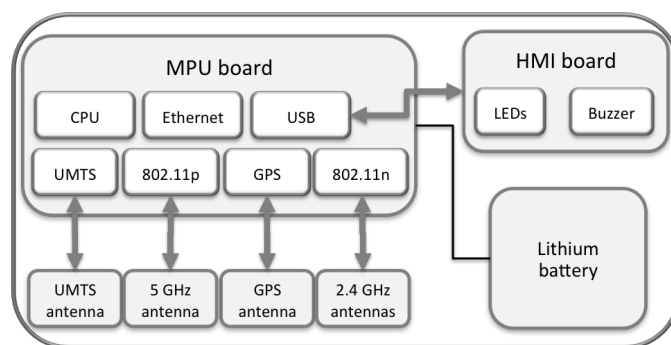 MPU board
CPU
Ethernet
USB
UMTS
802.11p
GPS
802.11n
HMI board
LEDs
Buzzer
Lithium
battery
UMTS
antenna
5 GHz
antenna
GPS
antenna
2.4 GHz
antennas